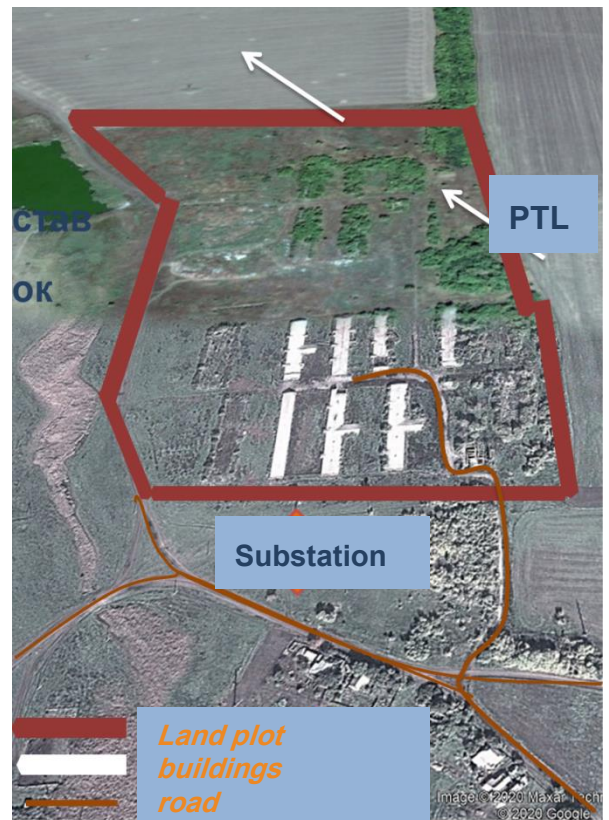 PTL
став
ок
Substation
Land plot
buildings
road
Image © 2020 Maxar Techn
© 2020 Google